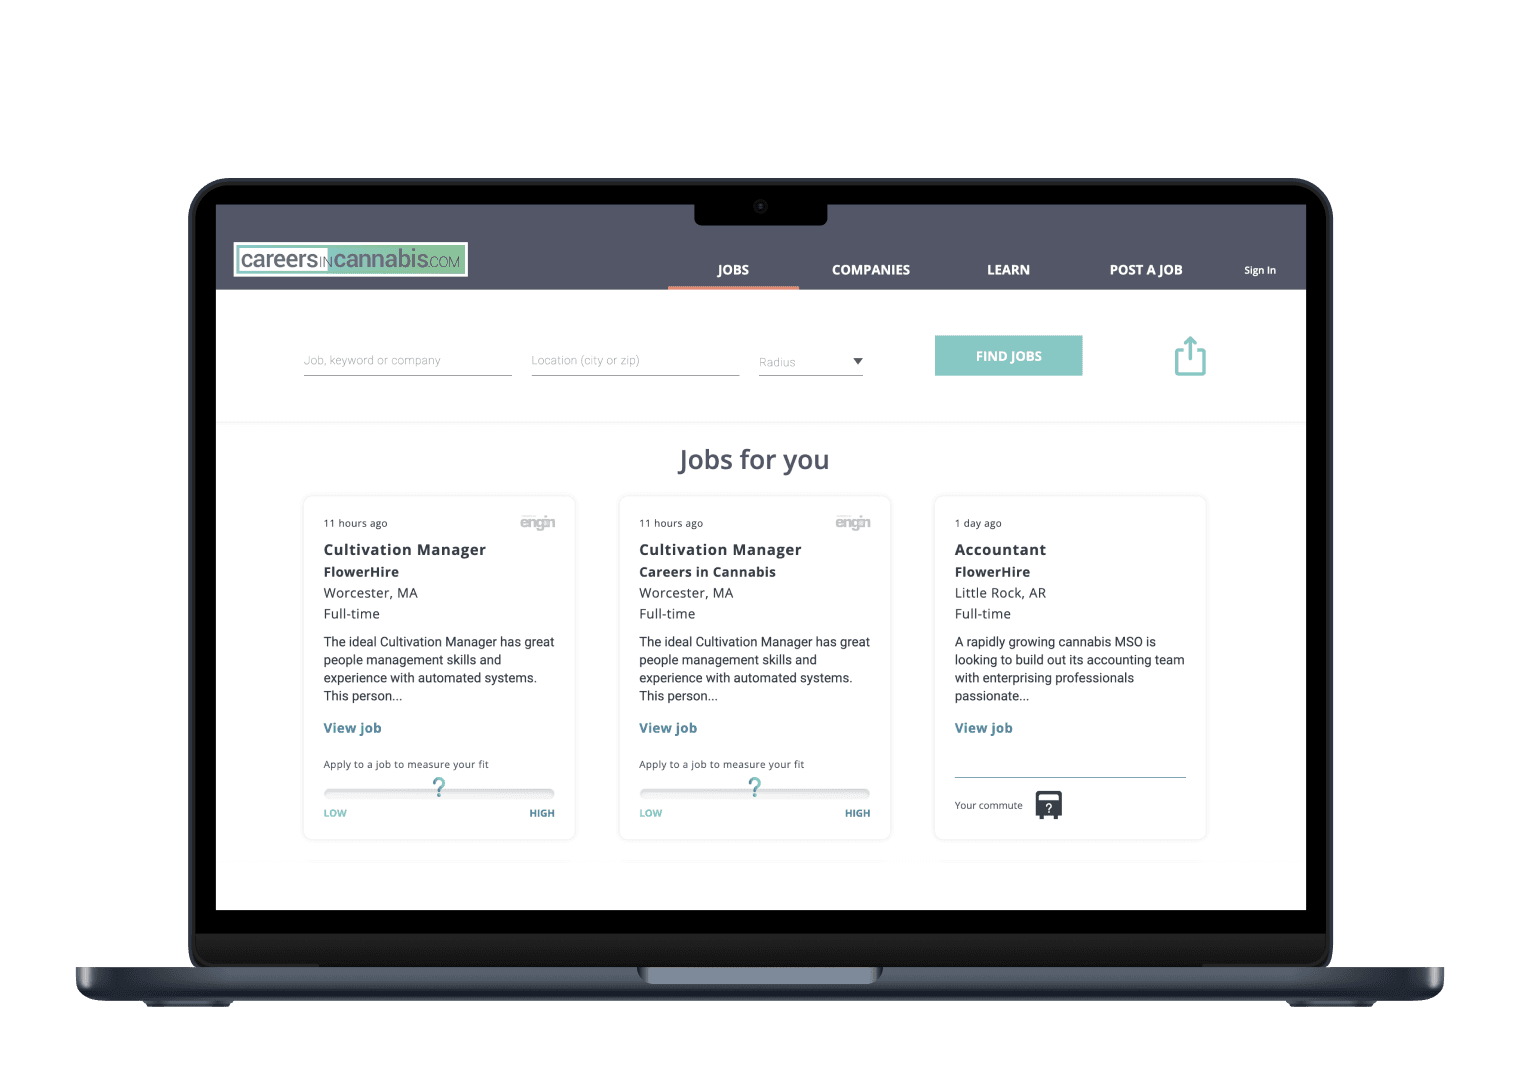 careersINcannabis.COM
JOBS
COMPANIES
LEARN
POST A JOB
Sign In
Job, keyword or company
Location (city or zip)
Radius
FIND JOBS
Jobs for you
11 hours ago
engin
Cultivation Manager
FlowerHire
Worcester, MA
Full-time
The ideal Cultivation Manager has great
people management skills and
experience with automated systems.
This person...
View job
Apply to a job to measure your fit
?
LOW
HIGH
11 hours ago
engin
Cultivation Manager
Careers in Cannabis
Worcester, MA
Full-time
The ideal Cultivation Manager has great
people management skills and
experience with automated systems.
This person...
View job
Apply to a job to measure your fit
?
LOW
HIGH
1 day ago
Accountant
FlowerHire
Little Rock, AR
Full-time
A rapidly growing cannabis MSO is
looking to build out its accounting team
with enterprising professionals
passionate...
View job
Your commute
?